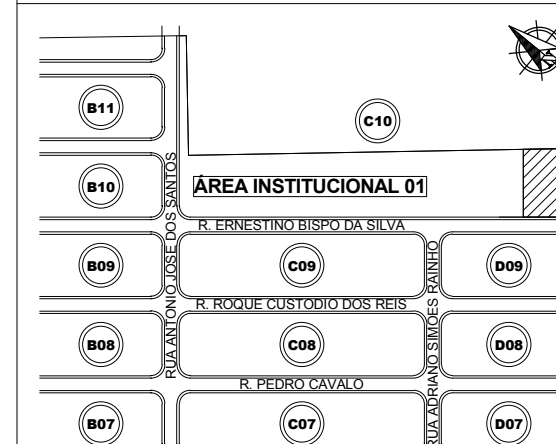 B11
C10
B10
ÁREA INSTITUCIONAL 01
R. ERNESTINO BISPO DA SILVA
B09
C09
D09
RUA ANTONIO JOSE DOS SANTOS
RUA ADRIANO SIMOES RAINHO
R. ROQUE CUSTODIO DOS REIS
B08
C08
D08
R. PEDRO CAVALO
B07
C07
D07